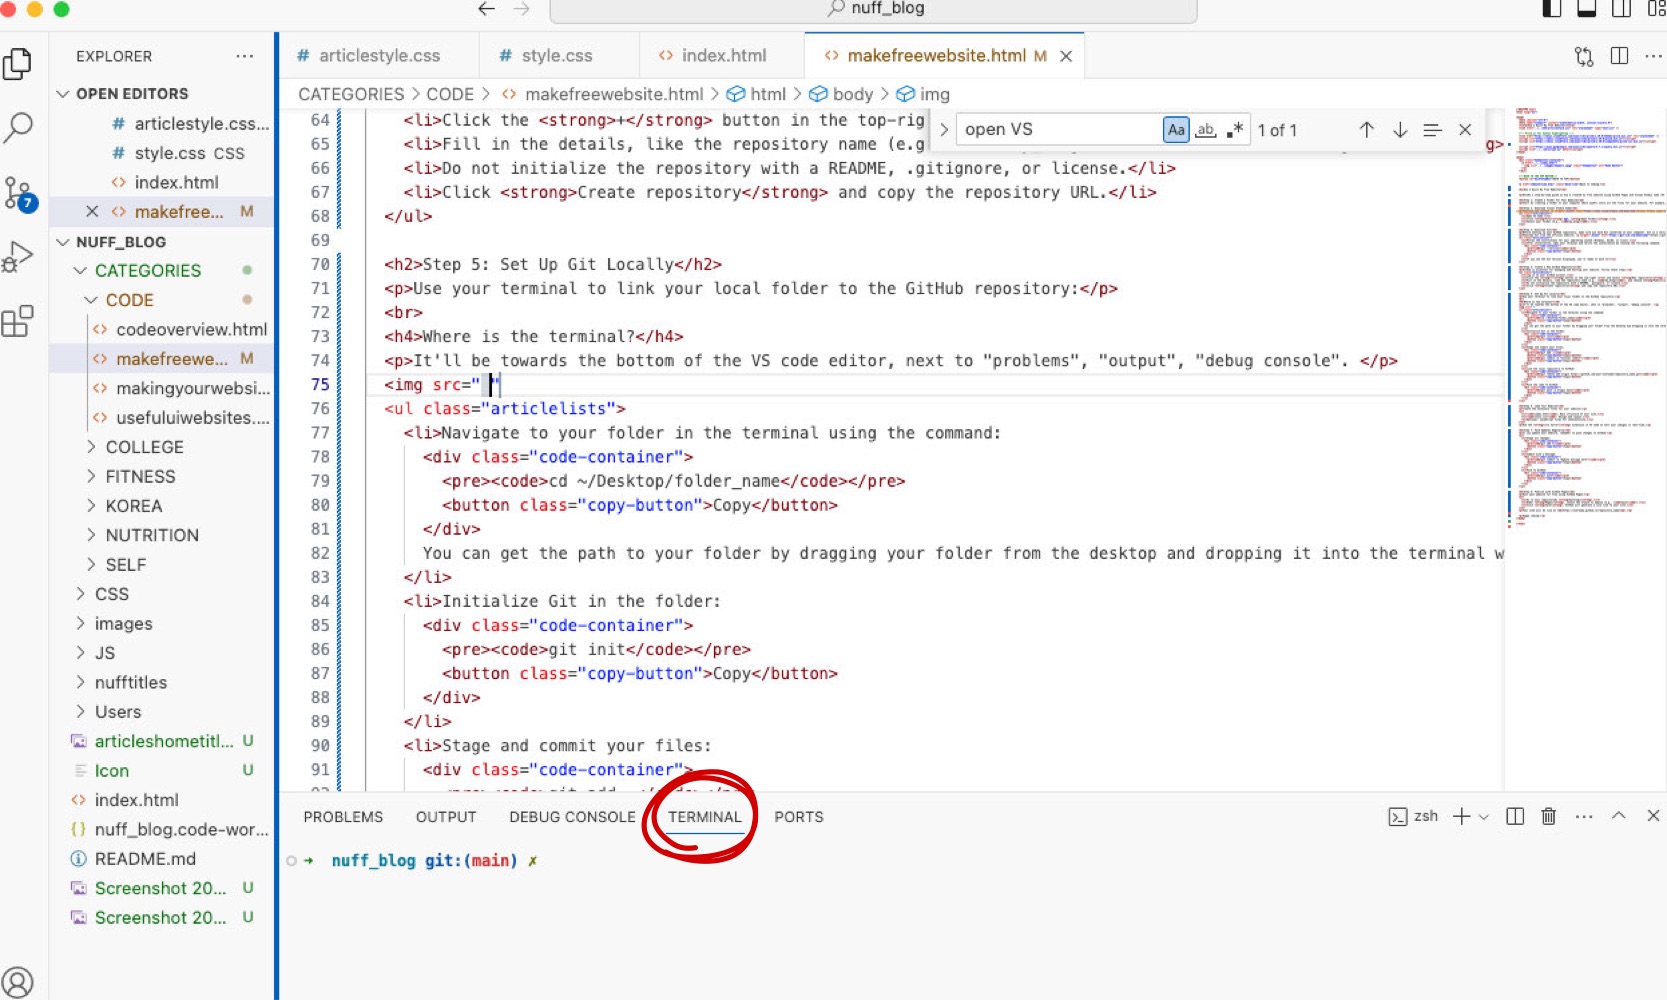 nuff_blog
EXPLORER
OPEN EDITORS
articlestyle.css...
style.css CSS
index.html
makefree... M
NUFF_BLOG
CATEGORIES
CODE
codeoverview.html
makefreewe... M
makingyourwebsi...
usefuluiwebsites....
COLLEGE
FITNESS
KOREA
NUTRITION
SELF
CSS
images
JS
nufftitles
Users
articleshometitl... U
Icon U
index.html
nuff_blog.code-wor...
README.md
Screenshot 20... U
Screenshot 20... U
7
# articlestyle.css
# style.css
<> index.html
<> makefreewebsite.html M
CATEGORIES > CODE > <> makefreewebsite.html > html > body > img
open VS
Aa ab .* 1 of 1
64 <li>Click the <strong>+</strong> button in the top-rig
65 <li>Fill in the details, like the repository name (e.g g>
66 <li>Do not initialize the repository with a README, .gitignore, or license.</li>
67 <li>Click <strong>Create repository</strong> and copy the repository URL.</li>
68 </ul>
69
70 <h2>Step 5: Set Up Git Locally</h2>
71 <p>Use your terminal to link your local folder to the GitHub repository:</p>
72 <br>
73 <h4>Where is the terminal?</h4>
74 <p>It'll be towards the bottom of the VS code editor, next to "problems", "output", "debug console". </p>
75 <img src=" "
76 <ul class="articlelists">
77 <li>Navigate to your folder in the terminal using the command:
78 <div class="code-container">
79 <pre><code>cd ~/Desktop/folder_name</code></pre>
80 <button class="copy-button">Copy</button>
81 </div>
82 You can get the path to your folder by dragging your folder from the desktop and dropping it into the terminal w
83 </li>
84 <li>Initialize Git in the folder:
85 <div class="code-container">
86 <pre><code>git init</code></pre>
87 <button class="copy-button">Copy</button>
88 </div>
89 </li>
90 <li>Stage and commit your files:
91 <div class="code-container">
PROBLEMS OUTPUT DEBUG CONSOLE TERMINAL PORTS
zsh
➜ nuff_blog git:(main) ✗